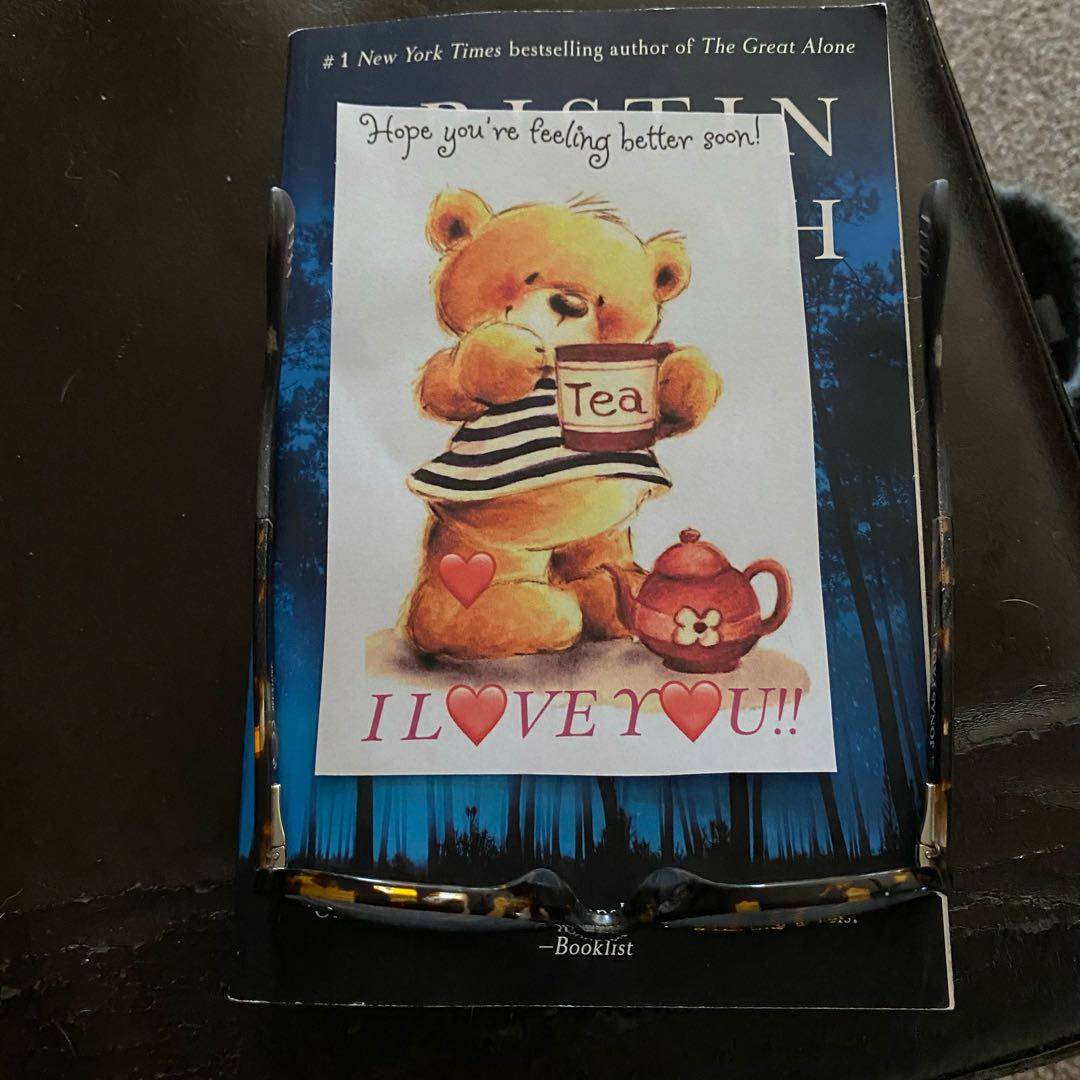 # 1 New York Times bestselling author of The Great Alone
Hope you're feeling better soon!
Tea
I L❤️VE Y❤️U!!
—Booklist